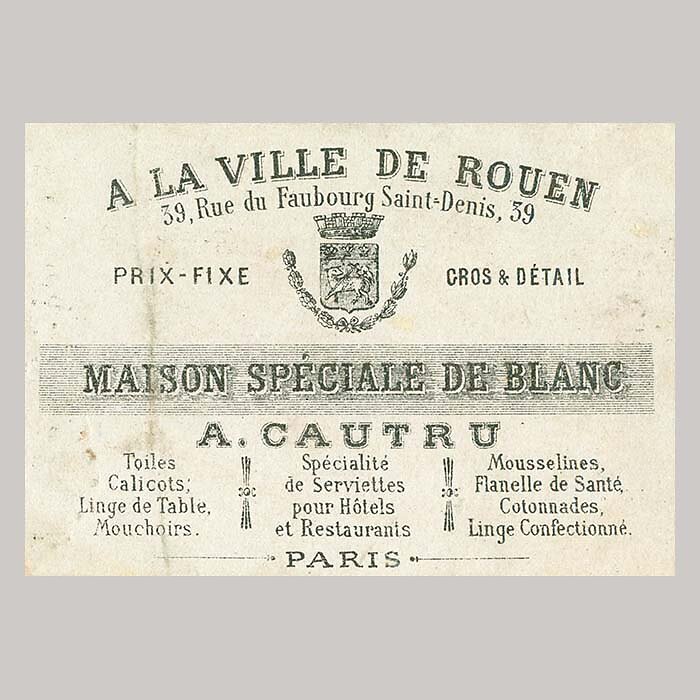 A LA VILLE DE ROUEN
39, Rue du Faubourg Saint-Denis, 39
PRIX-FIXE
GROS & DÉTAIL
MAISON SPÉCIALE DE BLANC
A. CAUTRU
Toiles
Calicots,
Linge de Table,
Mouchoirs.
Spécialité
de Serviettes
pour Hôtels
et Restaurants
Mousselines,
Flanelle de Santé,
Cotonnades,
Linge Confectionné.
PARIS